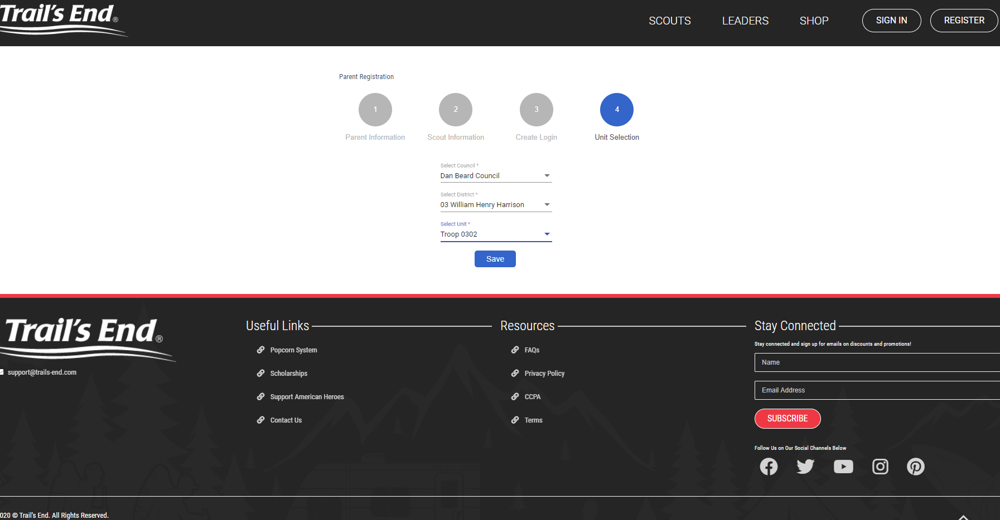 Trail's End®
SCOUTS
LEADERS
SHOP
SIGN IN
REGISTER
Parent Registration
1
2
3
4
Parent Information
Scout Information
Create Login
Unit Selection
Select Council *
Dan Beard Council
Select District *
03 William Henry Harrison
Select Unit *
Troop 0302
Save
Trail's End®
support@trails-end.com
Useful Links
Popcorn System
Scholarships
Support American Heroes
Contact Us
Resources
FAQs
Privacy Policy
CCPA
Terms
Stay Connected
Stay connected and sign up for emails on discounts and promotions!
Name
Email Address
SUBSCRIBE
Follow Us on Our Social Channels Below
020 © Trail's End. All Rights Reserved.